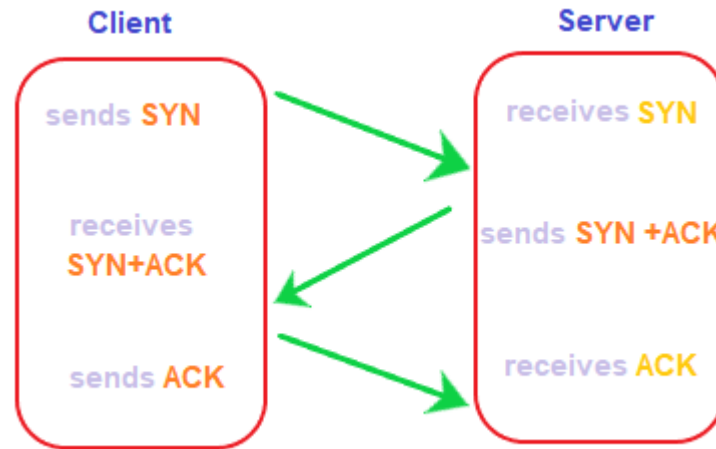 Client
Server
sends SYN
receives SYN
receives
SYN+ACK
sends SYN +ACK
sends ACK
receives ACK